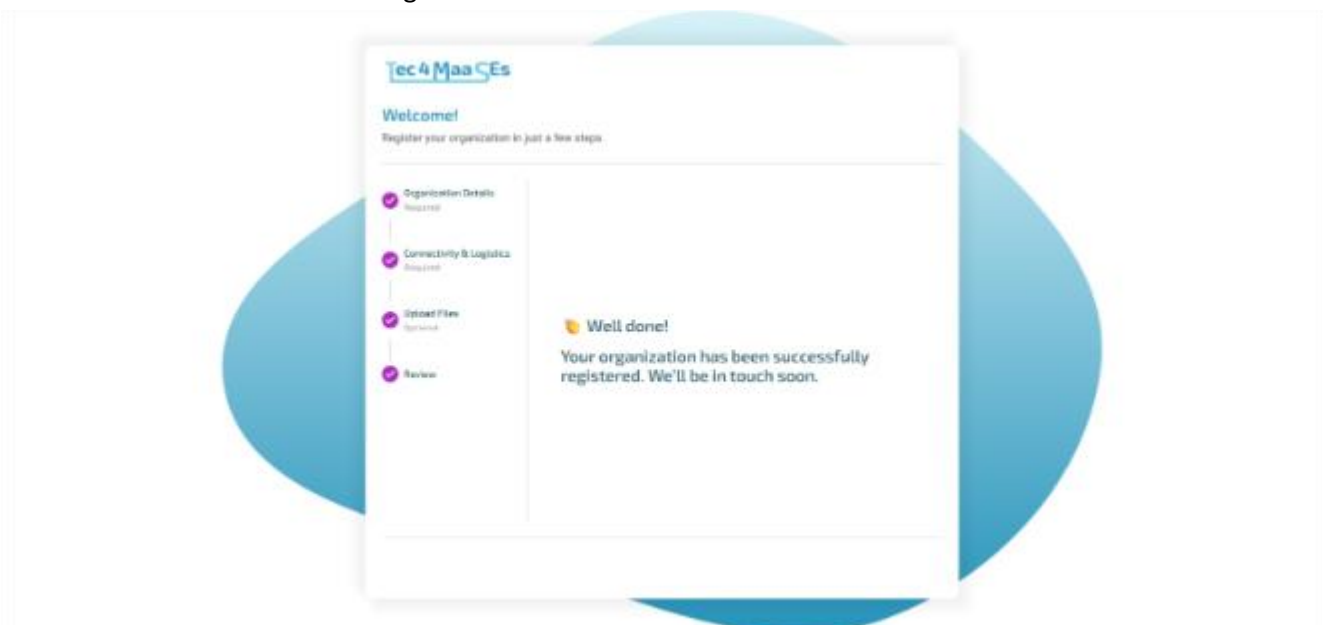 Tec4MaaSEs
Welcome!
Register your organization in just a few steps
Organization Details
Required
Connectivity & Logistics
Required
Upload Files
Optional
Review
👏 Well done!
Your organization has been successfully
registered. We'll be in touch soon.